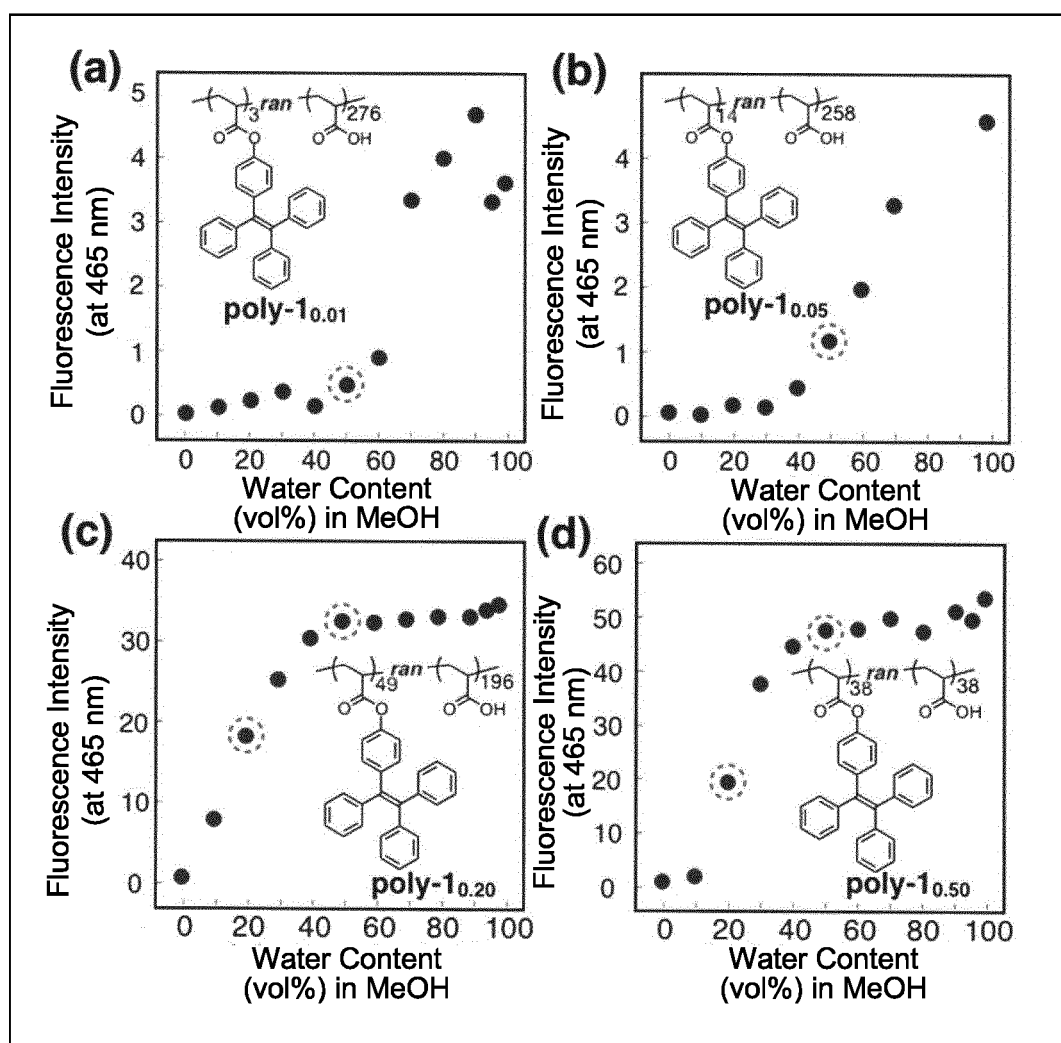 (a)
Fluorescence Intensity
(at 465 nm)
5
4
3
2
1
0
3 ran 276
O O OH
poly-10.01
0 20 40 60 80 100
Water Content
(vol%) in MeOH
(b)
Fluorescence Intensity
(at 465 nm)
4
3
2
1
0
14 ran 258
O O OH
poly-10.05
0 20 40 60 80 100
Water Content
(vol%) in MeOH
(c)
Fluorescence Intensity
(at 465 nm)
40
30
20
10
0
49 ran 196
O O OH
poly-10.20
0 20 40 60 80 100
Water Content
(vol%) in MeOH
(d)
Fluorescence Intensity
(at 465 nm)
60
50
40
30
20
10
0
38 ran 38
O O OH
poly-10.50
0 20 40 60 80 100
Water Content
(vol%) in MeOH